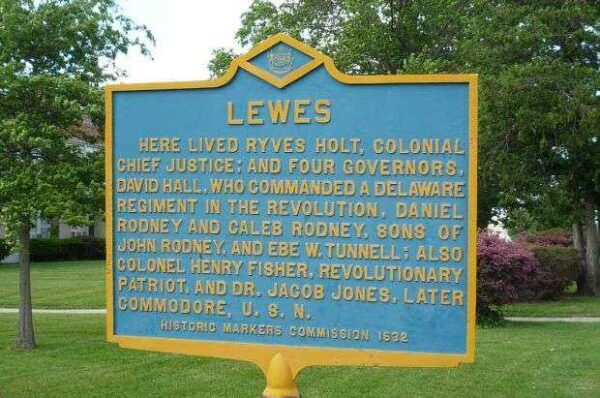 LEWES
HERE LIVED RYVES HOLT, COLONIAL
CHIEF JUSTICE; AND FOUR GOVERNORS,
DAVID HALL, WHO COMMANDED A DELAWARE
REGIMENT IN THE REVOLUTION, DANIEL
RODNEY AND CALEB RODNEY, SONS OF
JOHN RODNEY, AND EBE W. TUNNELL; ALSO
COLONEL HENRY FISHER, REVOLUTIONARY
PATRIOT, AND DR. JACOB JONES, LATER
COMMODORE, U. S. N.
HISTORIC MARKERS COMMISSION 1932